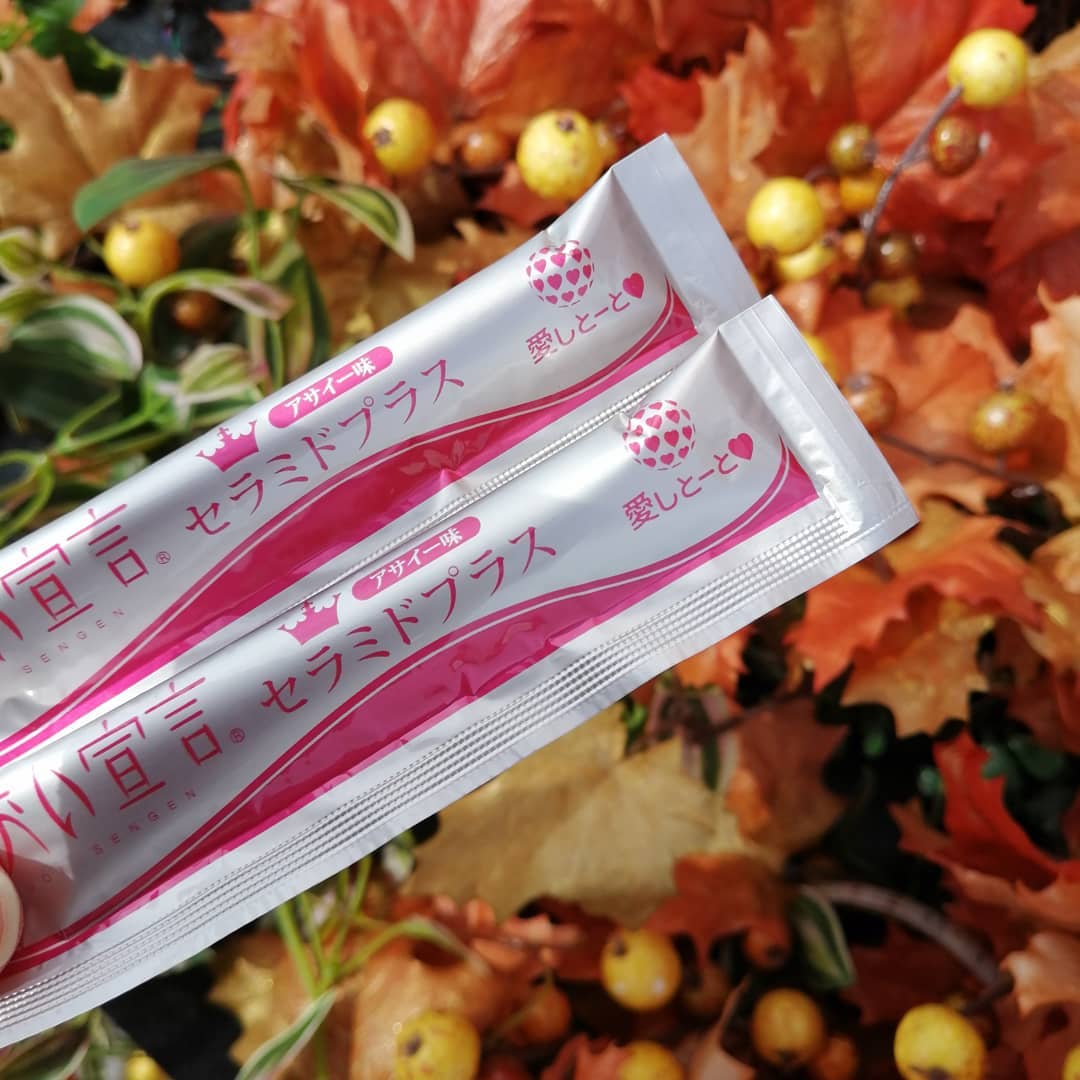 宣言®
SENGEN
アサイー味
セラミドプラス
愛しとーと♥
おい宣言®
SENGEN
アサイー味
セラミドプラス
愛しとーと♥